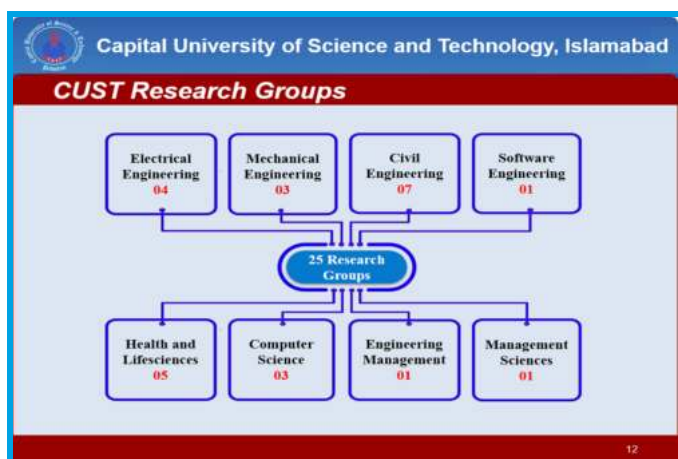 Capital University of Science and Technology, Islamabad
CUST Research Groups
Electrical
Engineering
04
Mechanical
Engineering
03
Civil
Engineering
07
Software
Engineering
01
25 Research
Groups
Health and
Lifesciences
05
Computer
Science
03
Engineering
Management
01
Management
Sciences
01
12